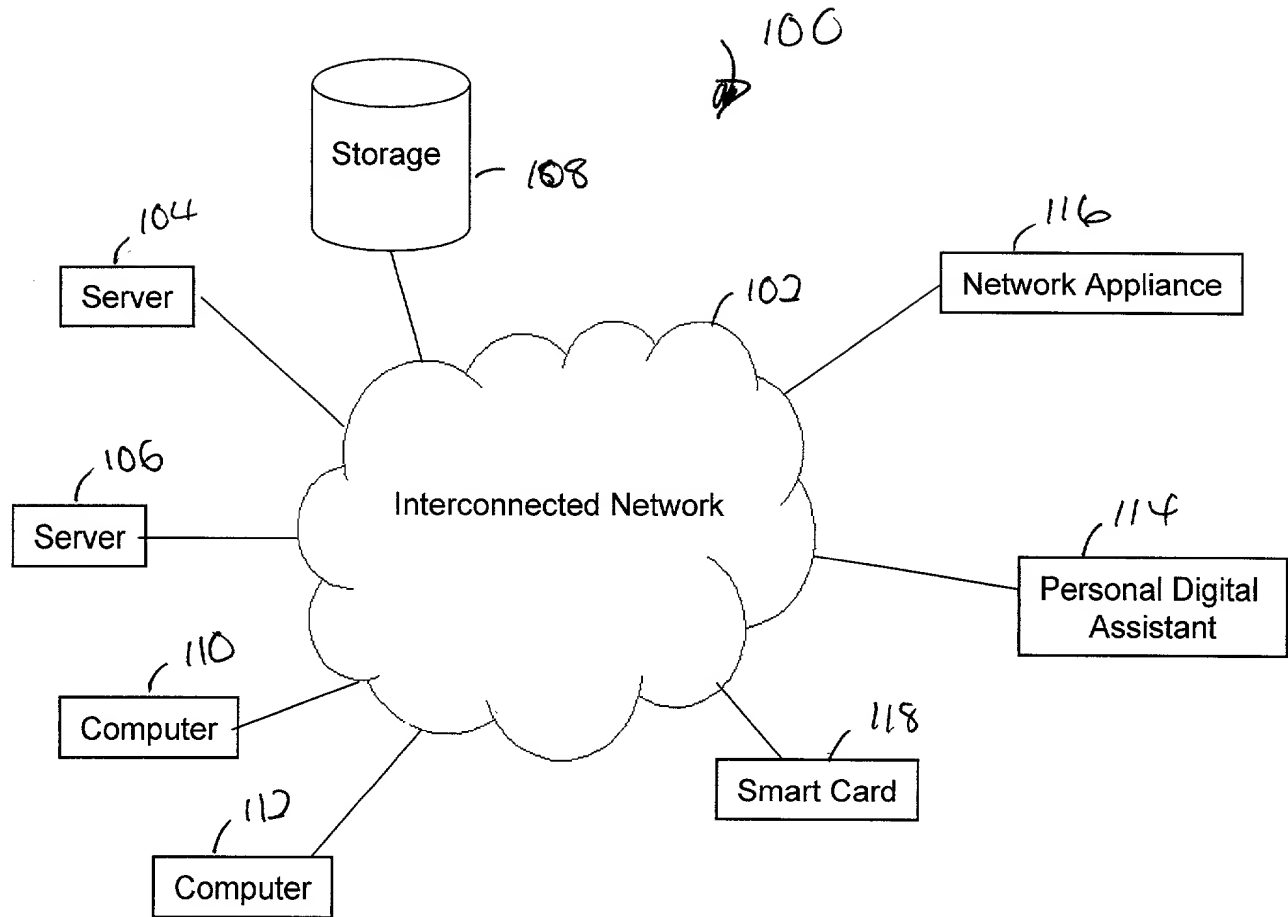 100
Storage
108
104
Server
116
Network Appliance
102
106
Server
Interconnected Network
114
Personal Digital
Assistant
110
Computer
118
Smart Card
112
Computer